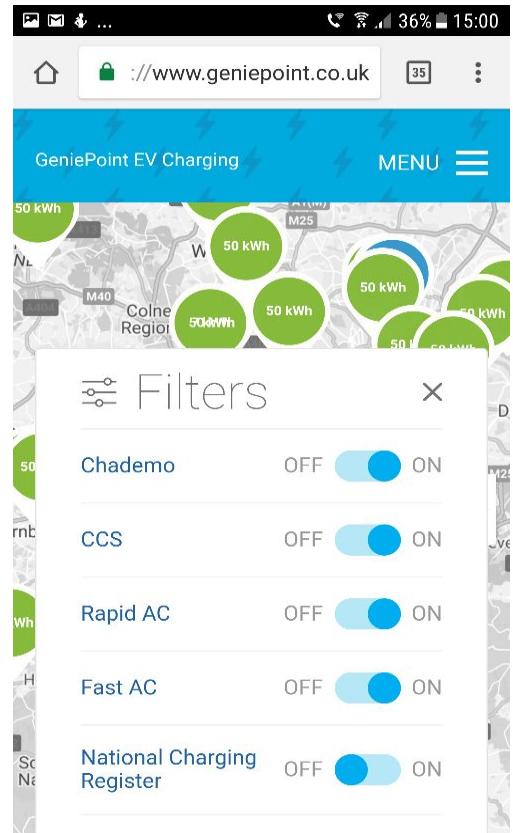 ... 36% 15:00
://www.geniepoint.co.uk 35
GeniePoint EV Charging MENU
50 kWh
A413
M25
50 kWh
50 kWh
M40
A404
Colne
50 kWh
50 kWh
Filters
Chademo OFF ON
CCS OFF ON
Rapid AC OFF ON
Fast AC OFF ON
National Charging
Register OFF ON